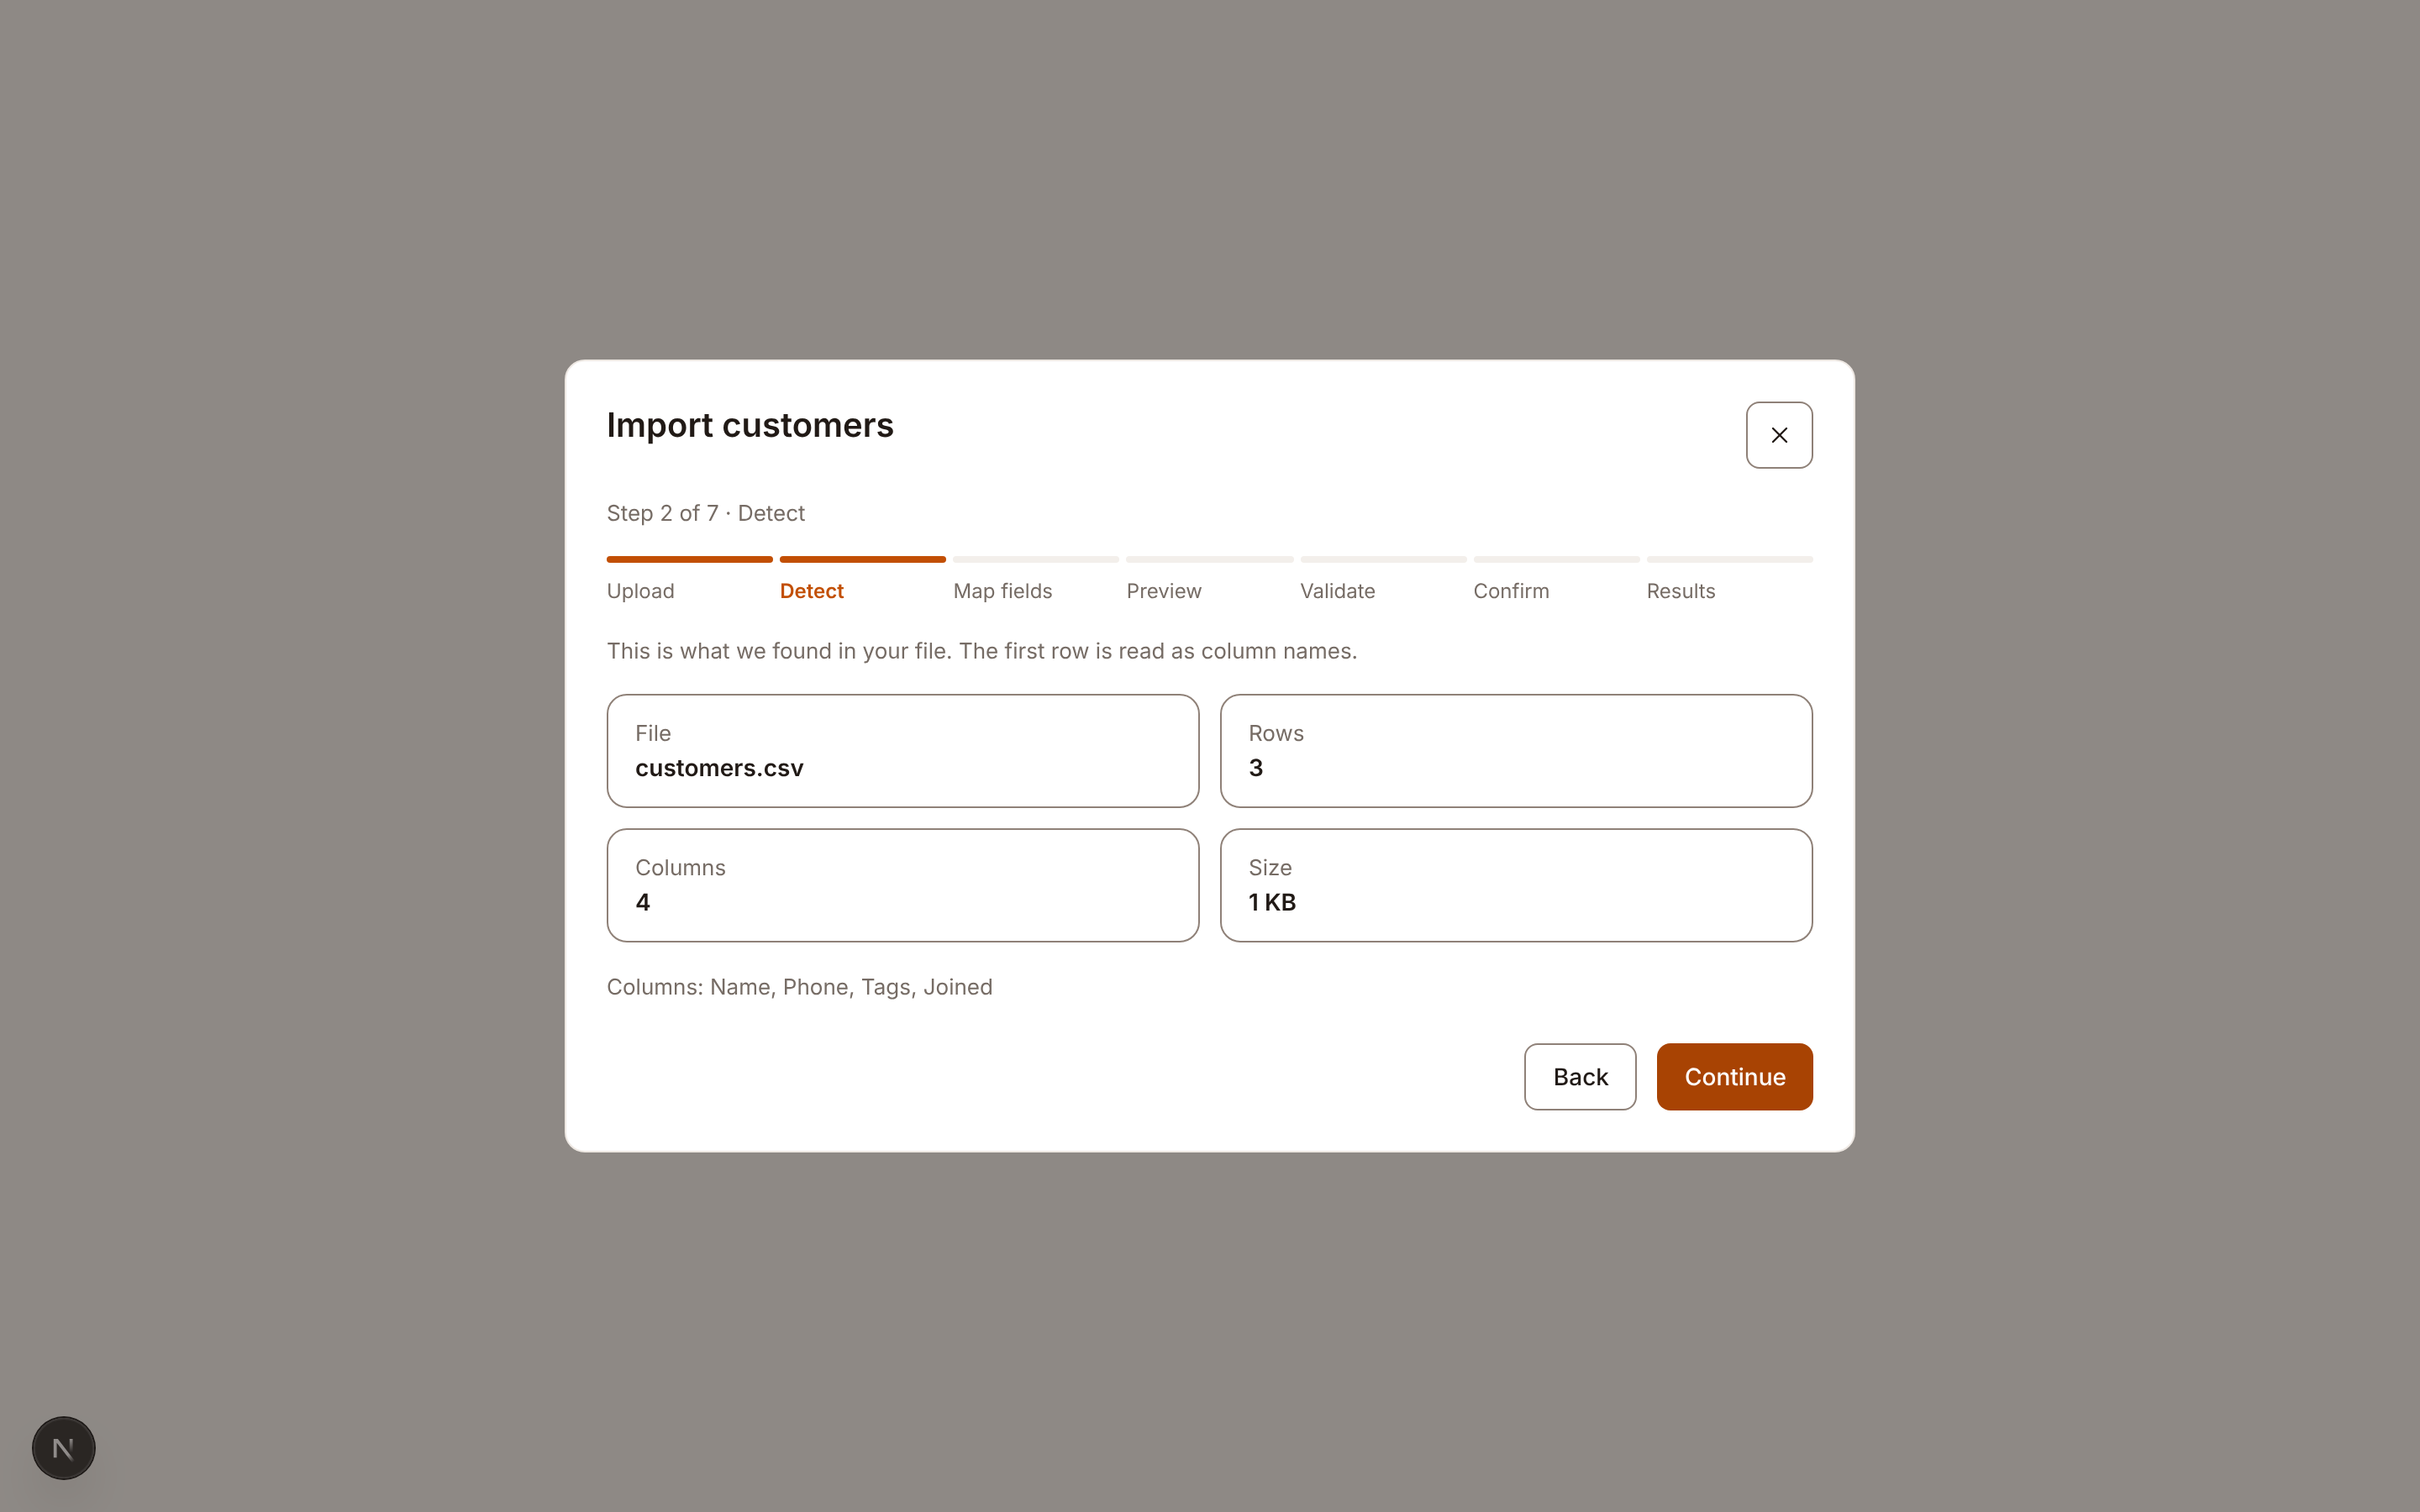 Import customers
Step 2 of 7 · Detect
Upload Detect Map fields Preview Validate Confirm Results
This is what we found in your file. The first row is read as column names.
File
customers.csv
Rows
3
Columns
4
Size
1 KB
Columns: Name, Phone, Tags, Joined
Back Continue
N